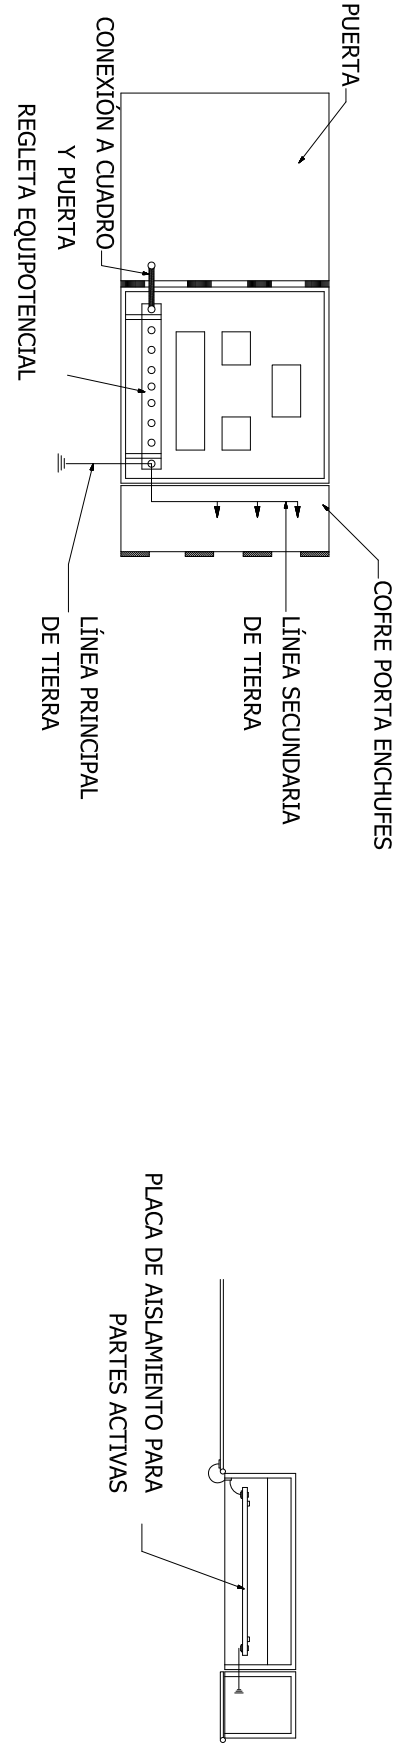 PUERTA
CONEXIÓN A CUADRO
Y PUERTA
REGLETA EQUIPOTENCIAL
COFRE PORTA ENCHUFES
LÍNEA SECUNDARIA
DE TIERRA
LÍNEA PRINCIPAL
DE TIERRA
PLACA DE AISLAMIENTO PARA
PARTES ACTIVAS